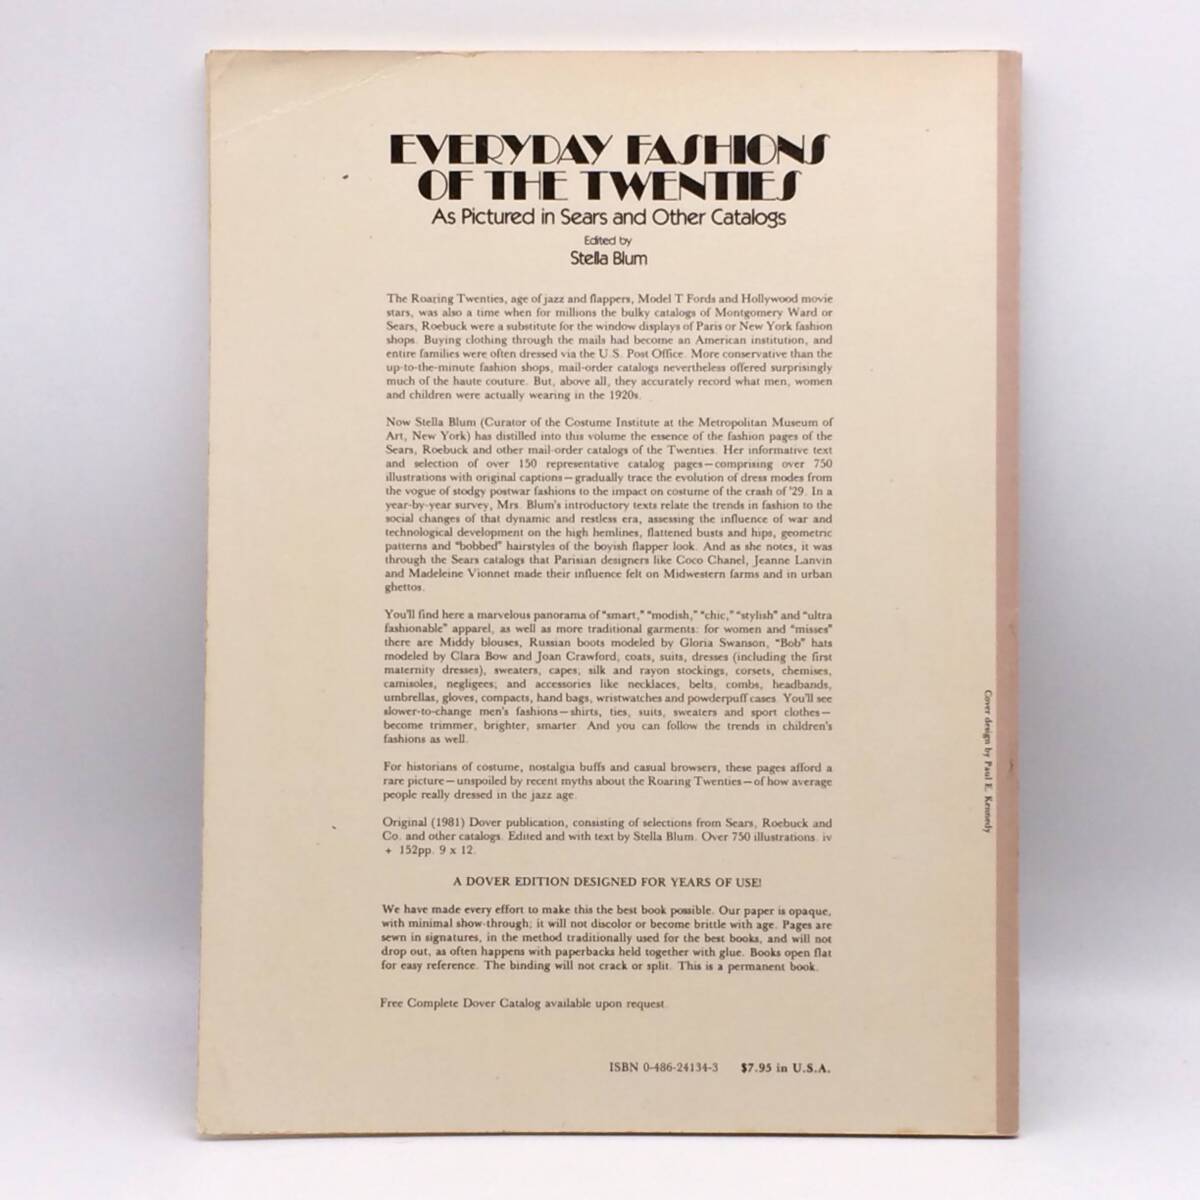 EVERYDAY FASHIONS
OF THE TWENTIES
As Pictured in Sears and Other Catalogs
Edited by
Stella Blum
The Roaring Twenties, age of jazz and flappers, Model T Fords and Hollywood movie
stars, was also a time when for millions the bulky catalogs of Montgomery Ward or
Sears, Roebuck were a substitute for the window displays of Paris or New York fashion
shops. Buying clothing through the mails had become an American institution, and
entire families were often dressed via the U.S. Post Office. More conservative than the
up-to-the-minute fashion shops, mail-order catalogs nevertheless offered surprisingly
much of the haute couture. But, above all, they accurately record what men, women
and children were actually wearing in the 1920s.
Now Stella Blum (Curator of the Costume Institute at the Metropolitan Museum of
Art, New York) has distilled into this volume the essence of the fashion pages of the
Sears, Roebuck and other mail-order catalogs of the Twenties. Her informative text
and selection of over 150 representative catalog pages—comprising over 750
illustrations with original captions—gradually trace the evolution of dress modes from
the vogue of stodgy postwar fashions to the impact on costume of the crash of '29. In a
year-by-year survey, Mrs. Blum's introductory texts relate the trends in fashion to the
social changes of that dynamic and restless era, assessing the influence of war and
technological development on the high hemlines, flattened busts and hips, geometric
patterns and "bobbed" hairstyles of the boyish flapper look. And as she notes, it was
through the Sears catalogs that Parisian designers like Coco Chanel, Jeanne Lanvin
and Madeleine Vionnet made their influence felt on Midwestern farms and in urban
ghettos.
You'll find here a marvelous panorama of "smart," "modish," "chic," "stylish" and "ultra
fashionable" apparel, as well as more traditional garments: for women and "misses"
there are Middy blouses, Russian boots modeled by Gloria Swanson, "Bob" hats
modeled by Clara Bow and Joan Crawford, coats, suits, dresses (including the first
maternity dresses), sweaters, capes; silk and rayon stockings, corsets, chemises,
camisoles, negligees; and accessories like necklaces, belts, combs, headbands,
umbrellas, gloves, compacts, hand bags, wristwatches and powderpuff cases. You'll see
slower-to-change men's fashions—shirts, ties, suits, sweaters and sport clothes—
become trimmer, brighter, smarter. And you can follow the trends in children's
fashions as well.
For historians of costume, nostalgia buffs and casual browsers, these pages afford a
rare picture—unspoiled by recent myths about the Roaring Twenties—of how average
people really dressed in the jazz age.
Original (1981) Dover publication, consisting of selections from Sears, Roebuck and
Co. and other catalogs. Edited and with text by Stella Blum. Over 750 illustrations. iv
+ 152pp. 9 x 12.
A DOVER EDITION DESIGNED FOR YEARS OF USE!
We have made every effort to make this the best book possible. Our paper is opaque,
with minimal show-through; it will not discolor or become brittle with age. Pages are
sewn in signatures, in the method traditionally used for the best books, and will not
drop out, as often happens with paperbacks held together with glue. Books open flat
for easy reference. The binding will not crack or split. This is a permanent book.
Free Complete Dover Catalog available upon request.
ISBN 0-486-24134-3 $7.95 in U.S.A.
Cover design by Paul E. Kennedy